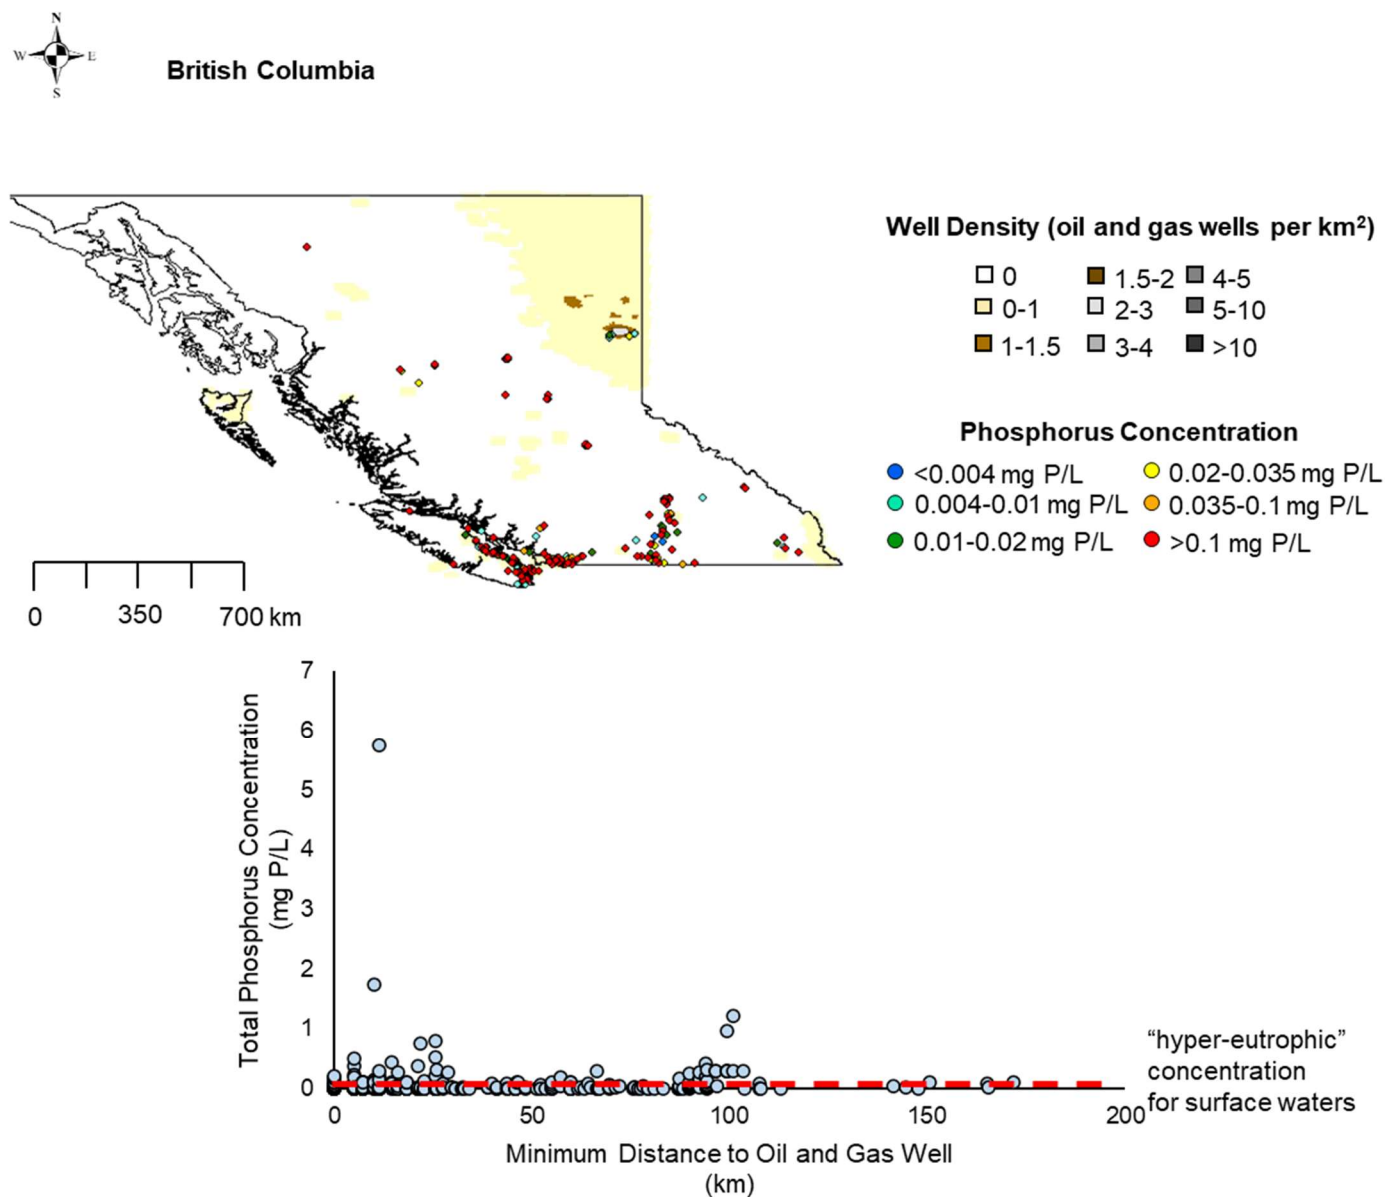 N
W E
S
British Columbia
Well Density (oil and gas wells per km²)
0 1.5-2 4-5
0-1 2-3 5-10
1-1.5 3-4 >10
Phosphorus Concentration
<0.004 mg P/L 0.02-0.035 mg P/L
0.004-0.01 mg P/L 0.035-0.1 mg P/L
0.01-0.02 mg P/L >0.1 mg P/L
0 350 700 km
Total Phosphorus Concentration
(mg P/L)
7
6
5
4
3
2
1
0
0 50 100 150 200
Minimum Distance to Oil and Gas Well
(km)
“hyper-eutrophic”
concentration
for surface waters